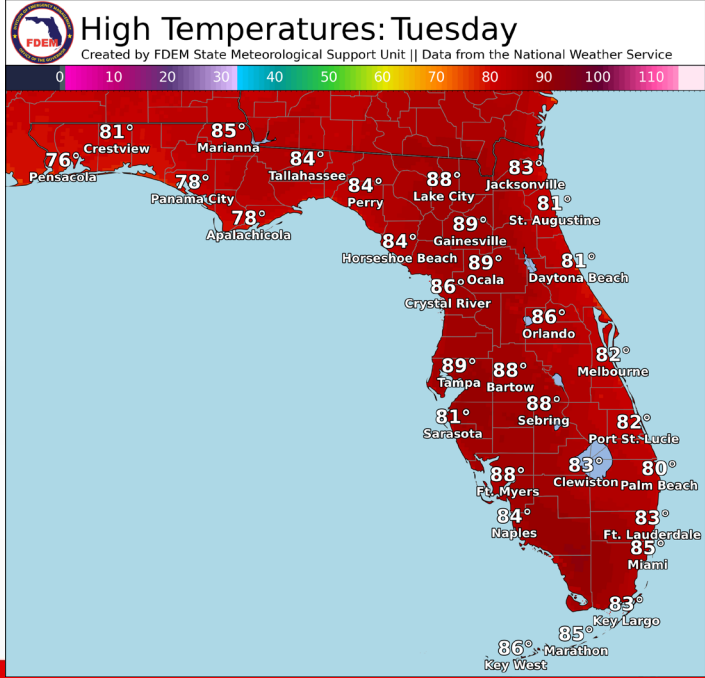 FDEM
High Temperatures: Tuesday
Created by FDEM State Meteorological Support Unit || Data from the National Weather Service
0 10 20 30 40 50 60 70 80 90 100 110
81°
Crestview
85°
Marianna
76°
Pensacola
84°
Tallahassee
78°
Panama City
84°
Perry
88°
Lake City
83°
Jacksonville
78°
Apalachicola
81°
St. Augustine
89°
Gainesville
84°
Horseshoe Beach
89°
Ocala
81°
Daytona Beach
86°
Crystal River
86°
Orlando
82°
Melbourne
89°
Tampa
88°
Bartow
88°
Sebring
81°
Sarasota
82°
Port St. Lucie
83°
Clewiston
80°
Palm Beach
88°
Ft. Myers
84°
Naples
83°
Ft. Lauderdale
85°
Miami
83°
Key Largo
85°
Marathon
86°
Key West